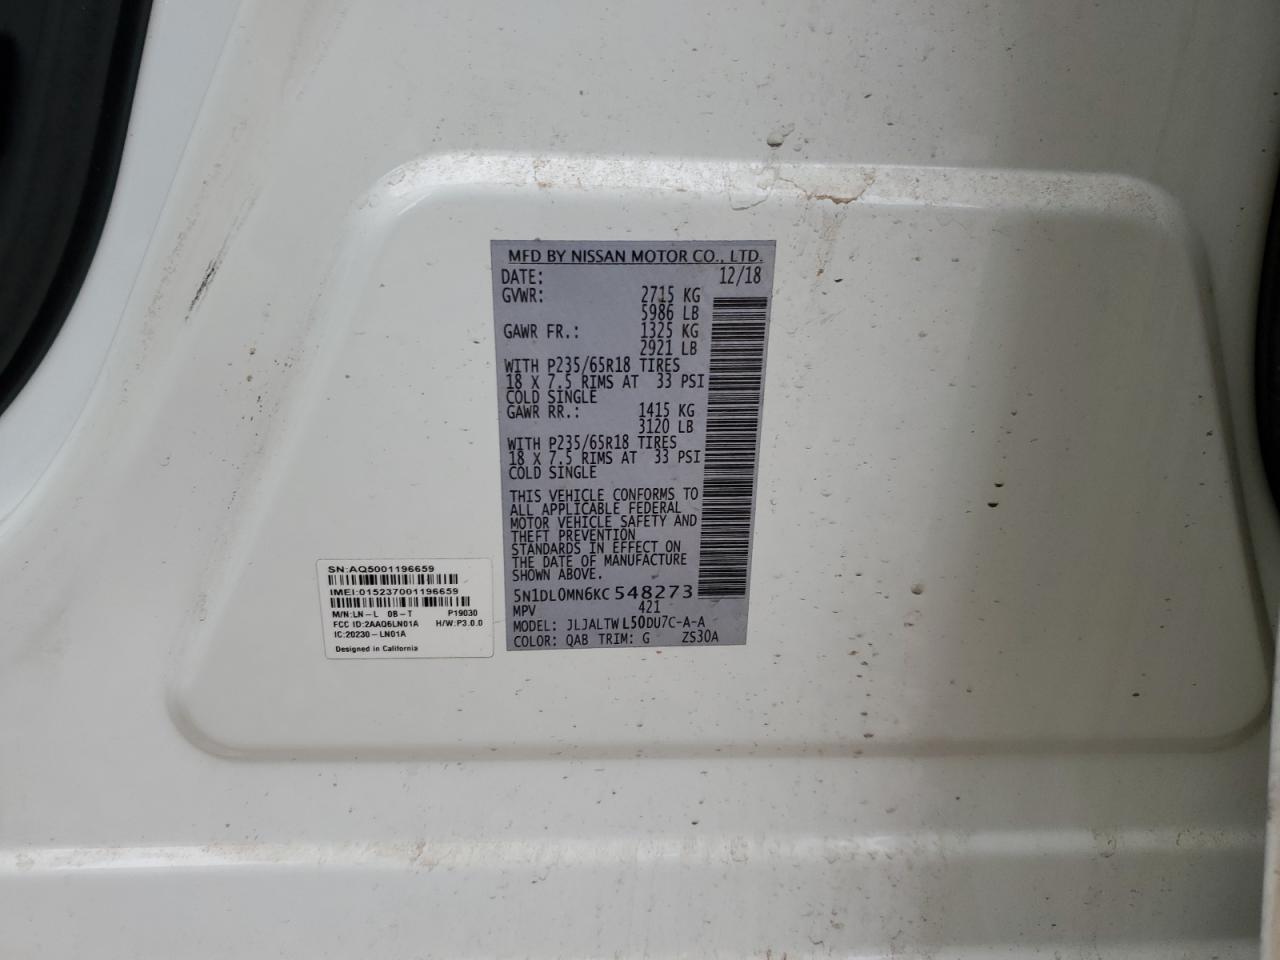 MFD BY NISSAN MOTOR CO., LTD.
DATE: 12/18
GVWR: 2715 KG
5986 LB
GAWR FR.: 1325 KG
2921 LB
WITH P235/65R18 TIRES
18 X 7.5 RIMS AT 33 PSI
COLD SINGLE
GAWR RR.: 1415 KG
3120 LB
WITH P235/65R18 TIRES
18 X 7.5 RIMS AT 33 PSI
COLD SINGLE
THIS VEHICLE CONFORMS TO
ALL APPLICABLE FEDERAL
MOTOR VEHICLE SAFETY AND
THEFT PREVENTION
STANDARDS IN EFFECT ON
THE DATE OF MANUFACTURE
SHOWN ABOVE.
5N1DL0MN6KC548273
MPV 421
MODEL: JLJALTWL50DU7C-A-A
COLOR: QAB TRIM: G ZS30A
SN:AQ5001196659
IMEI:015237001196659
M/N:LN-L 0B-T P19030
FCC ID:2AAQ6LN01A H/W:P3.0.0
IC:20230-LN01A
Designed in California